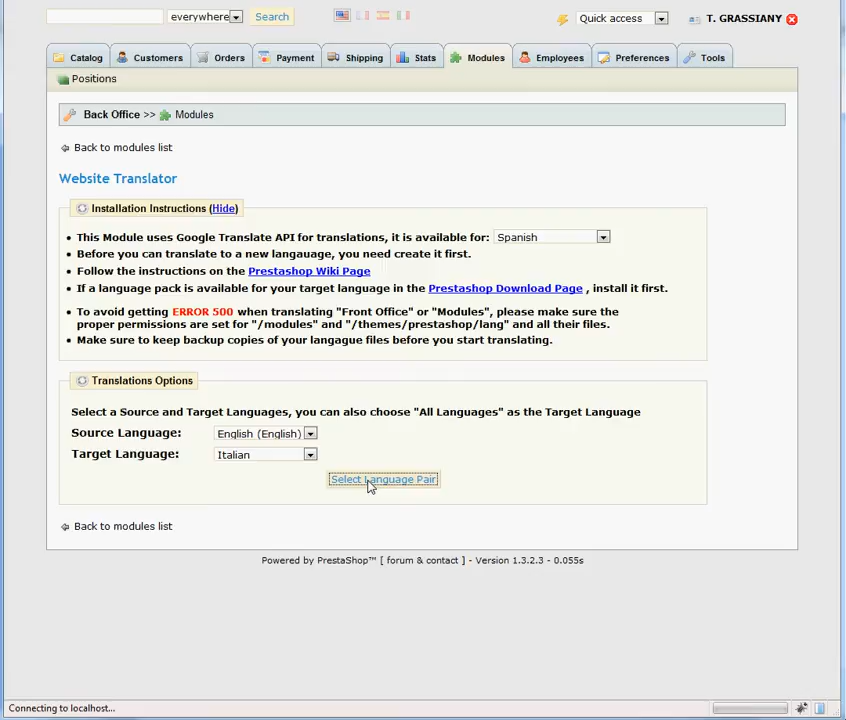 everywhere Search Quick access T. GRASSIANY
Catalog Customers Orders Payment Shipping Stats Modules Employees Preferences Tools
Positions
Back Office >> Modules
Back to modules list
Website Translator
Installation Instructions (Hide)
This Module uses Google Translate API for translations, it is available for: Spanish
Before you can translate to a new langauage, you need create it first.
Follow the instructions on the Prestashop Wiki Page
If a language pack is available for your target language in the Prestashop Download Page , install it first.
To avoid getting ERROR 500 when translating "Front Office" or "Modules", please make sure the
proper permissions are set for "/modules" and "/themes/prestashop/lang" and all their files.
Make sure to keep backup copies of your langague files before you start translating.
Translations Options
Select a Source and Target Languages, you can also choose "All Languages" as the Target Language
Source Language: English (English)
Target Language: Italian
Select Language Pair
Back to modules list
Powered by PrestaShop™ [ forum & contact ] - Version 1.3.2.3 - 0.055s
Connecting to localhost...